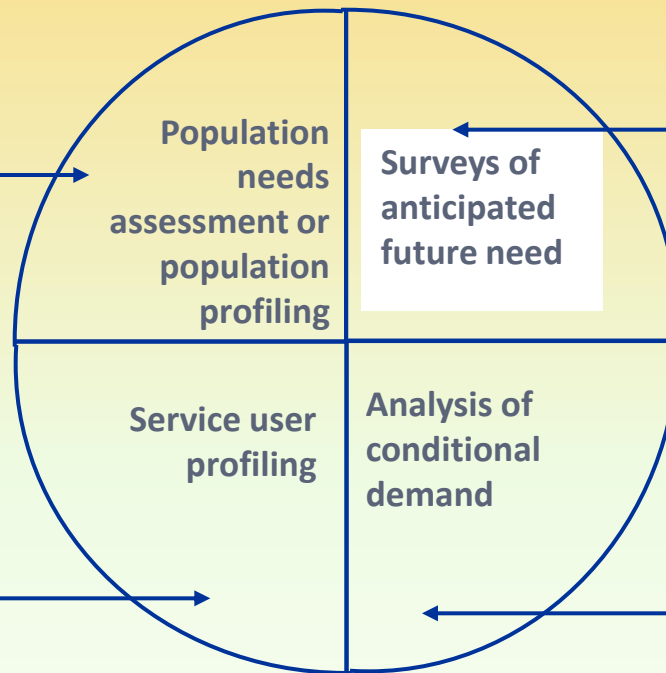 Population
needs
assessment or
population
profiling
Surveys of
anticipated
future need
Service user
profiling
Analysis of
conditional
demand